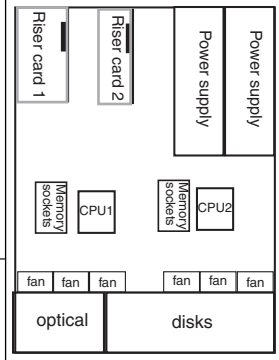 Riser card 1
Riser card 2
Power supply
Power supply
Memory
sockets
CPU1
Memory
sockets
CPU2
fan fan fan fan fan fan
optical disks